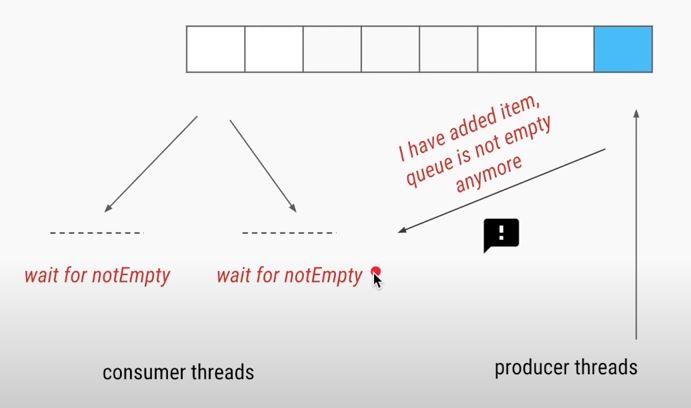 I have added item,
queue is not empty
anymore
!
wait for notEmpty
wait for notEmpty
consumer threads
producer threads